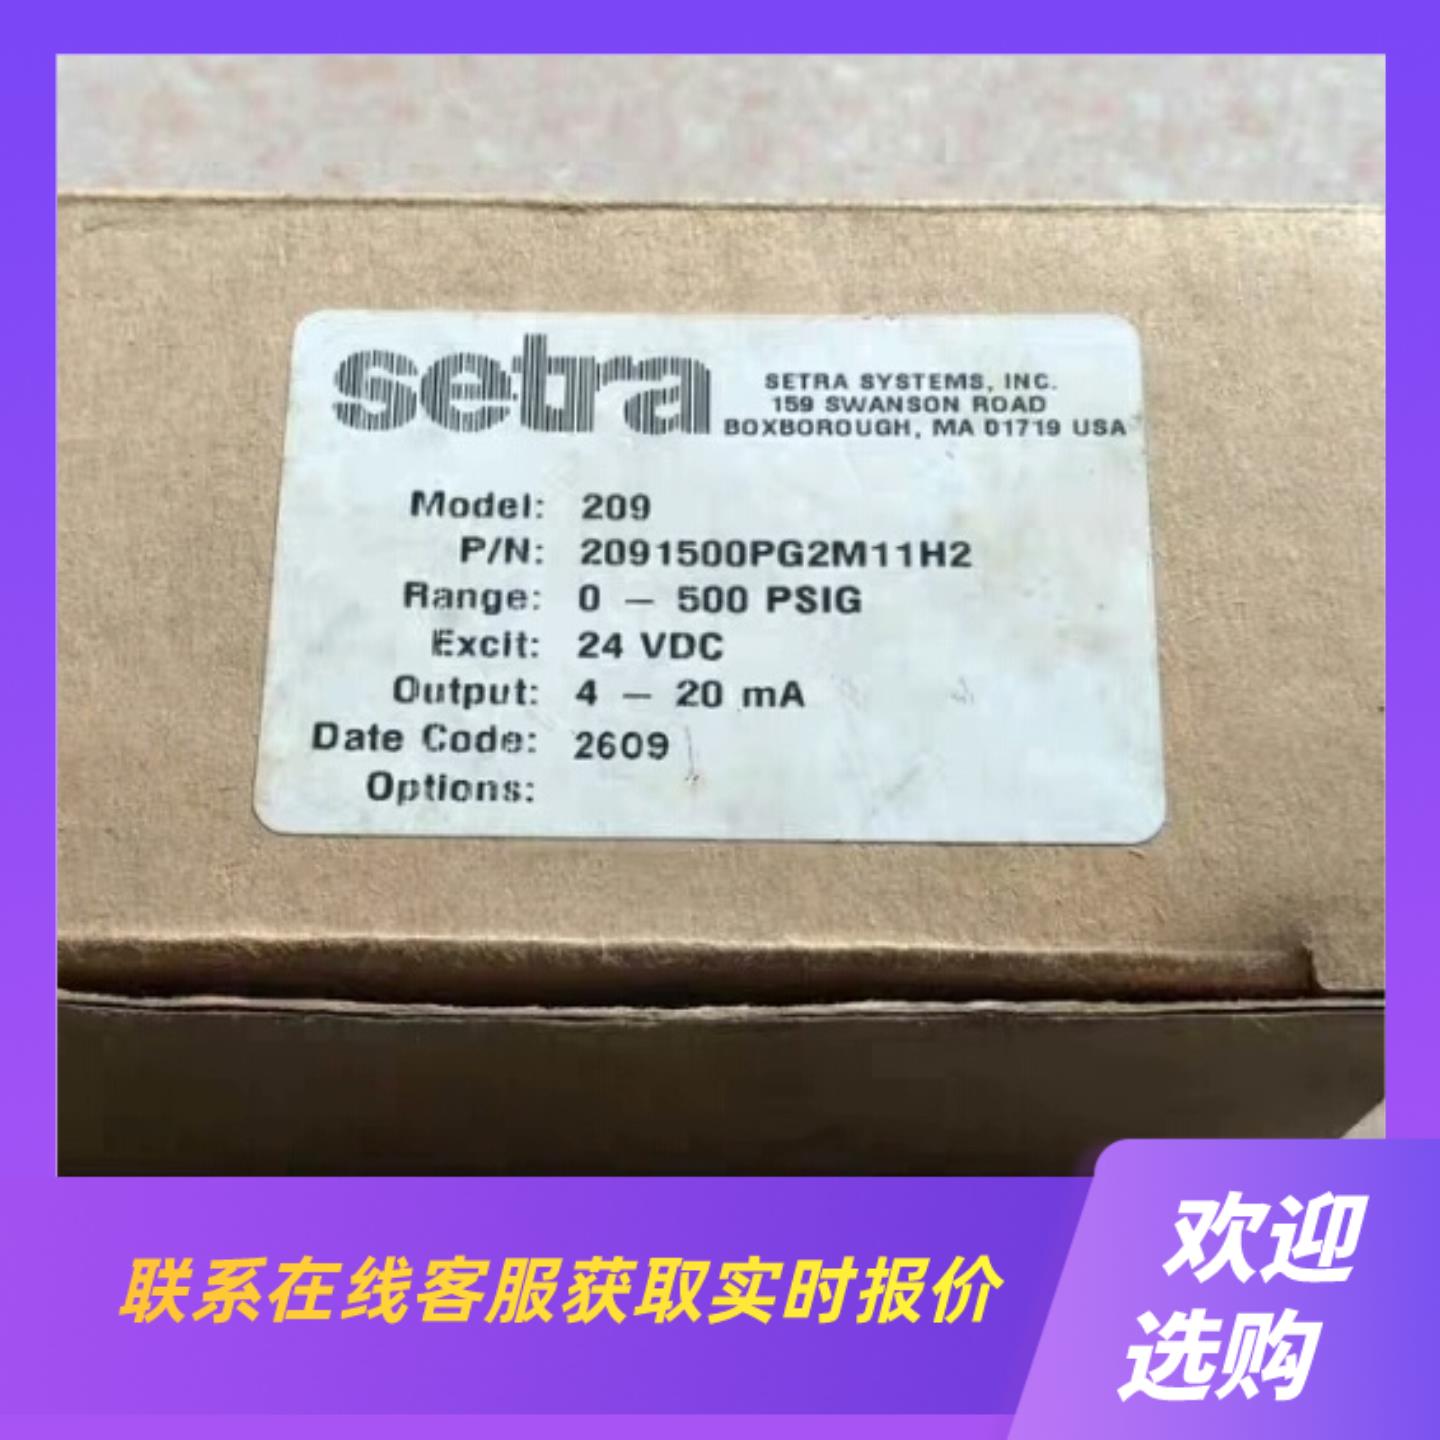 setra
SETRA SYSTEMS, INC.
159 SWANSON ROAD
BOXBOROUGH, MA 01719 USA
Model: 209
P/N: 2091500PG2M11H2
Range: 0 – 500 PSIG
Excit: 24 VDC
Output: 4 – 20 mA
Date Code: 2609
Options:
联系在线客服获取实时报价
欢迎
选购